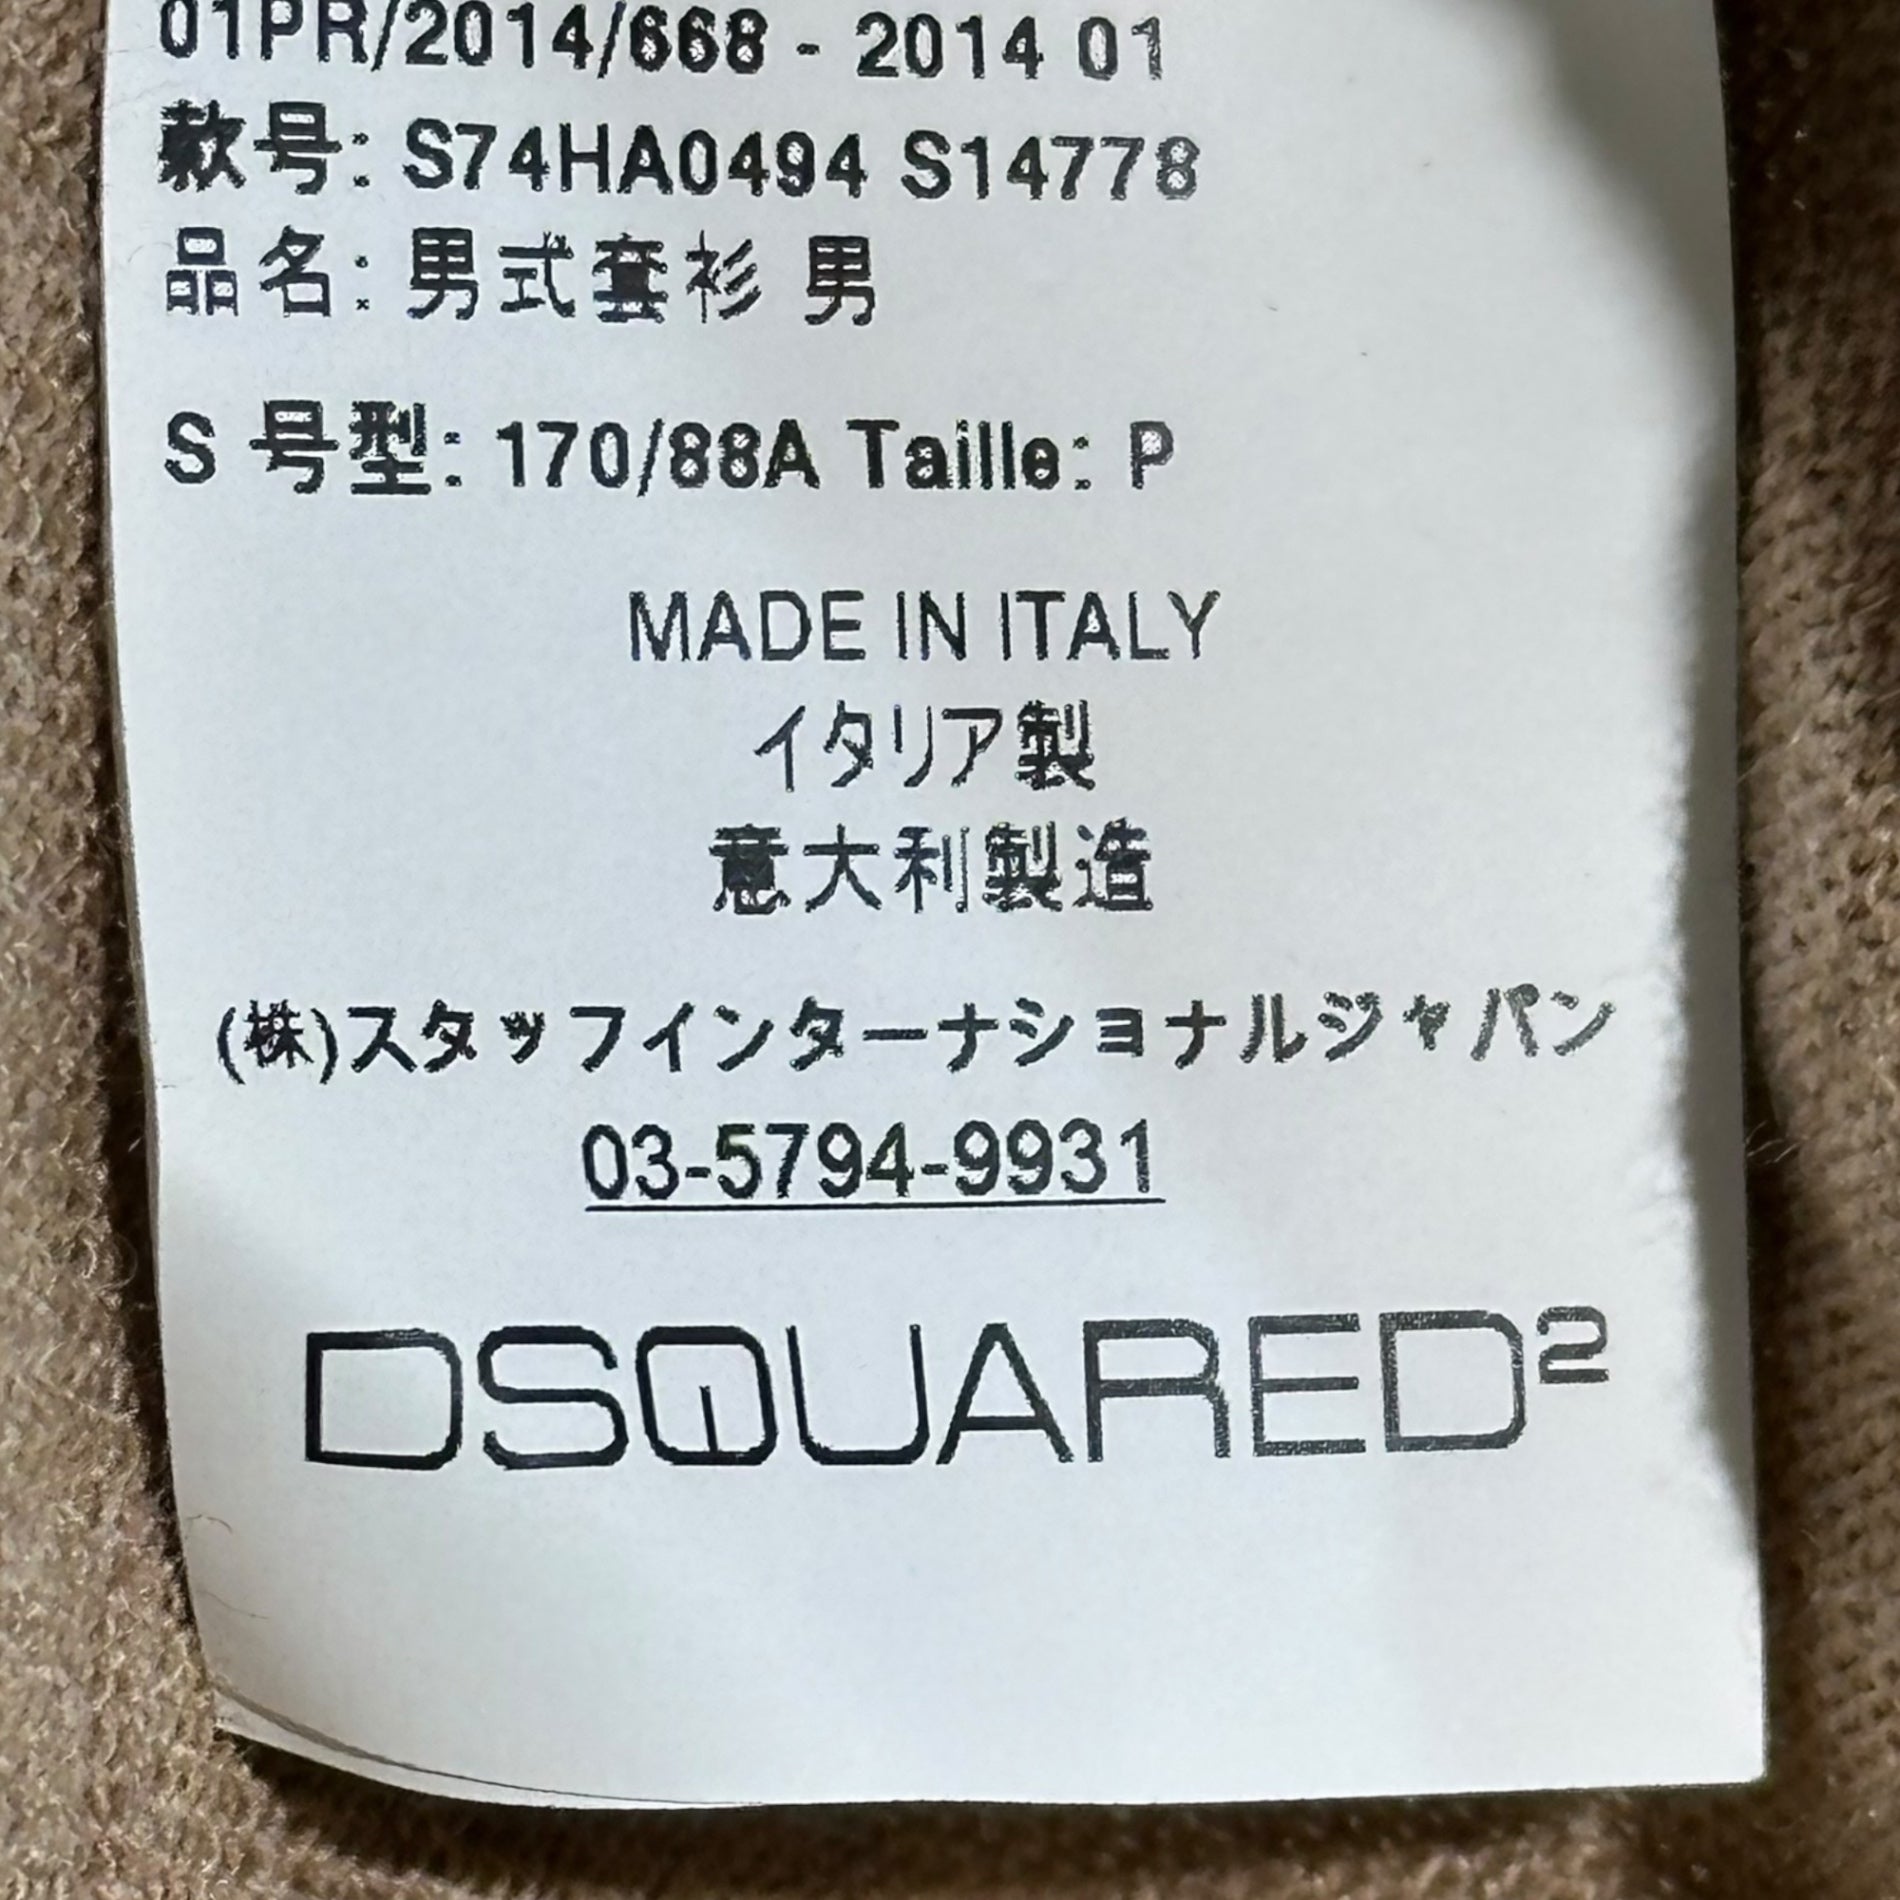 01PR/2014/668 - 2014 01
款号: S74HA0494 S14778
品名: 男式套衫 男
S 号型: 170/88A Taille: P
MADE IN ITALY
イタリア製
意大利製造
(株)スタッフインターナショナルジャパン
03-5794-9931
DSQUARED²